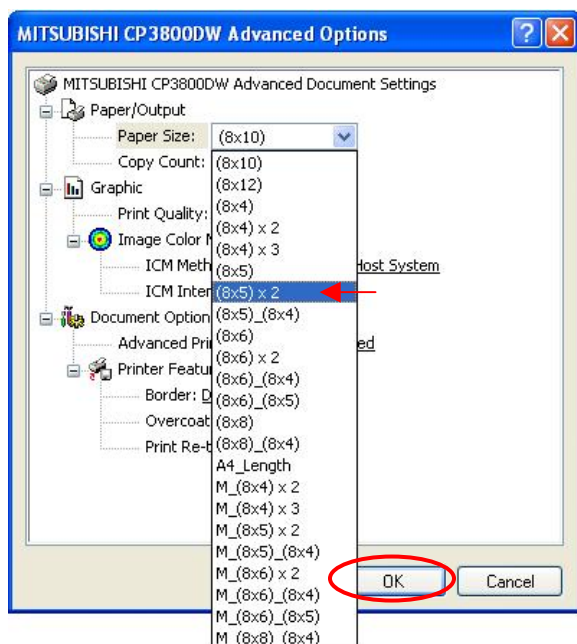 MITSUBISHI CP3800DW Advanced Options
MITSUBISHI CP3800DW Advanced Document Settings
Paper/Output
Paper Size: (8x10)
Copy Count:
Graphic
Print Quality:
Image Color
ICM Meth
Host System
ICM Inter
Document Option
Advanced Pri
ed
Printer Featu
Border: D
Overcoat
Print Re-t
(8x10)
(8x12)
(8x4)
(8x4) x 2
(8x4) x 3
(8x5)
(8x5) x 2
(8x5)_(8x4)
(8x6)
(8x6) x 2
(8x6)_(8x4)
(8x6)_(8x5)
(8x8)
(8x8)_(8x4)
A4_Length
M_(8x4) x 2
M_(8x4) x 3
M_(8x5) x 2
M_(8x5)_(8x4)
M_(8x6) x 2
M_(8x6)_(8x4)
M_(8x6)_(8x5)
M_(8x8)_(8x4)
OK
Cancel